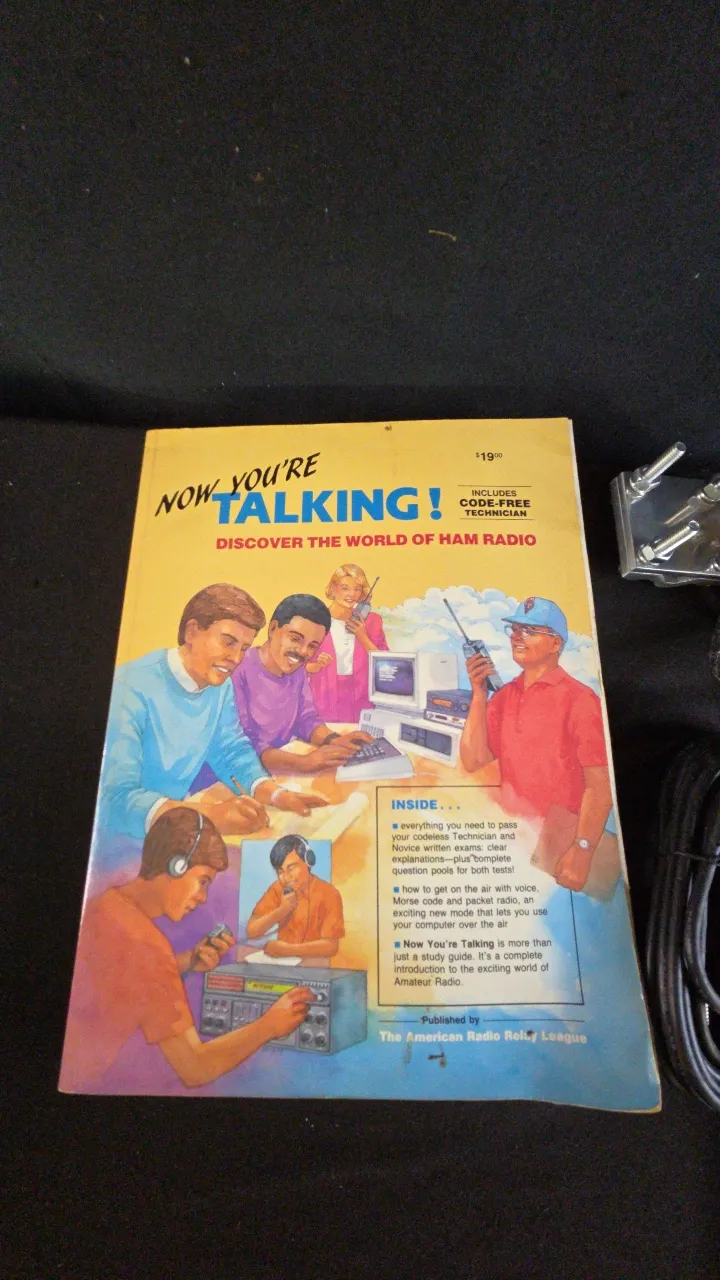 $19⁰⁰
NOW YOU'RE
TALKING!
INCLUDES
CODE-FREE
TECHNICIAN
DISCOVER THE WORLD OF HAM RADIO
INSIDE...
■ everything you need to pass
your codeless Technician and
Novice written exams: clear
explanations—plus complete
question pools for both tests!
■ how to get on the air with voice,
Morse code and packet radio, an
exciting new mode that lets you use
your computer over the air
■ Now You're Talking is more than
just a study guide. It's a complete
introduction to the exciting world of
Amateur Radio.
Published by
The American Radio Relay League